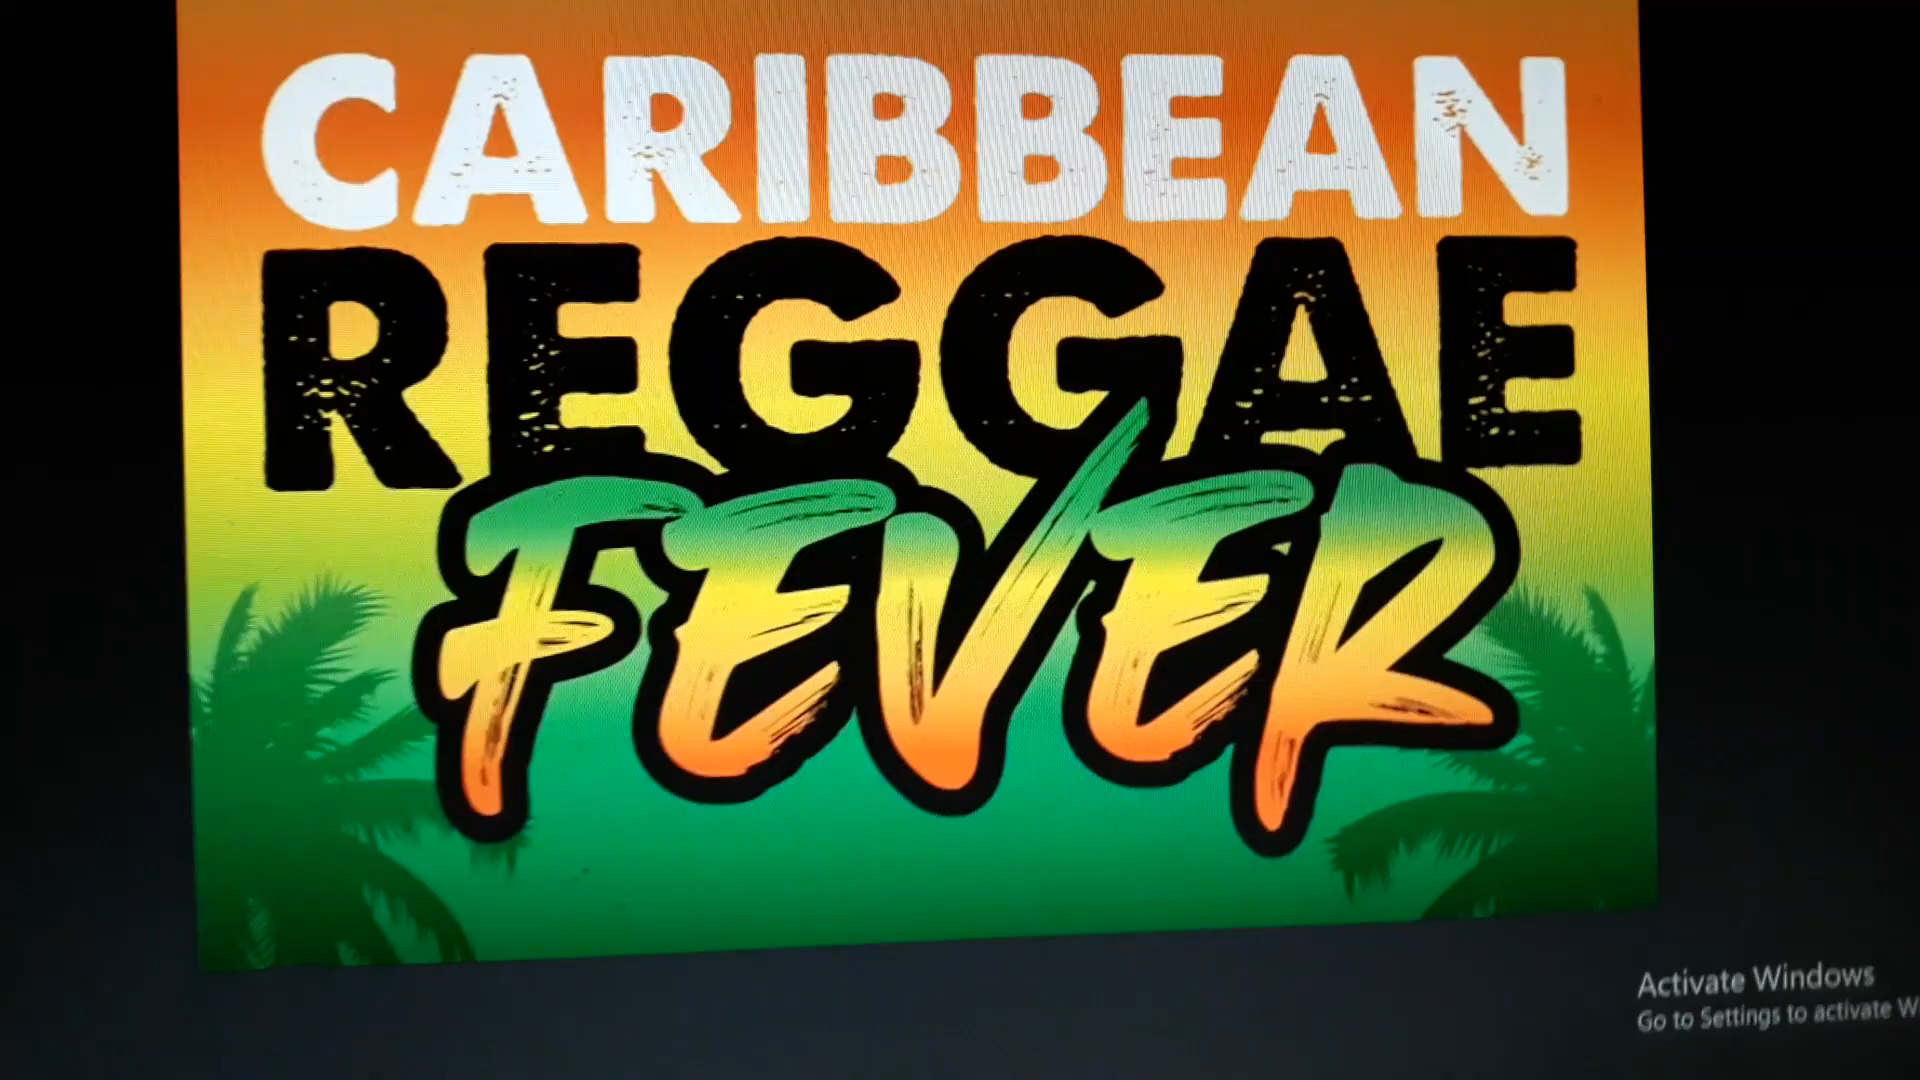 CARIBBEAN
REGGAE
FEVER
Activate Windows
Go to Settings to activate